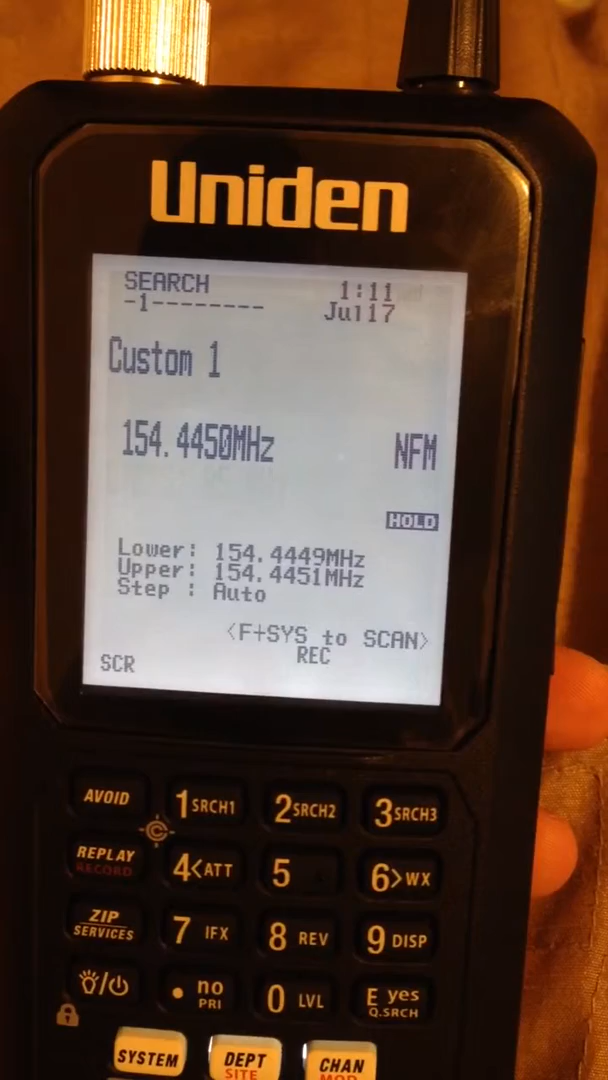 Uniden
SEARCH 1:11
-1-------- Jul17
Custom 1
154.4450MHz NFM
HOLD
Lower: 154.4449MHz
Upper: 154.4451MHz
Step : Auto
<F+SYS to SCAN>
SCR REC
AVOID 1 SRCH1 2 SRCH2 3 SRCH3
REPLAY 4 <ATT 5 6 >WX
RECORD
ZIP 7 IFX 8 REV 9 DISP
SERVICES
. no 0 LVL E yes
PRI Q.SRCH
SYSTEM DEPT CHAN
SITE MOD